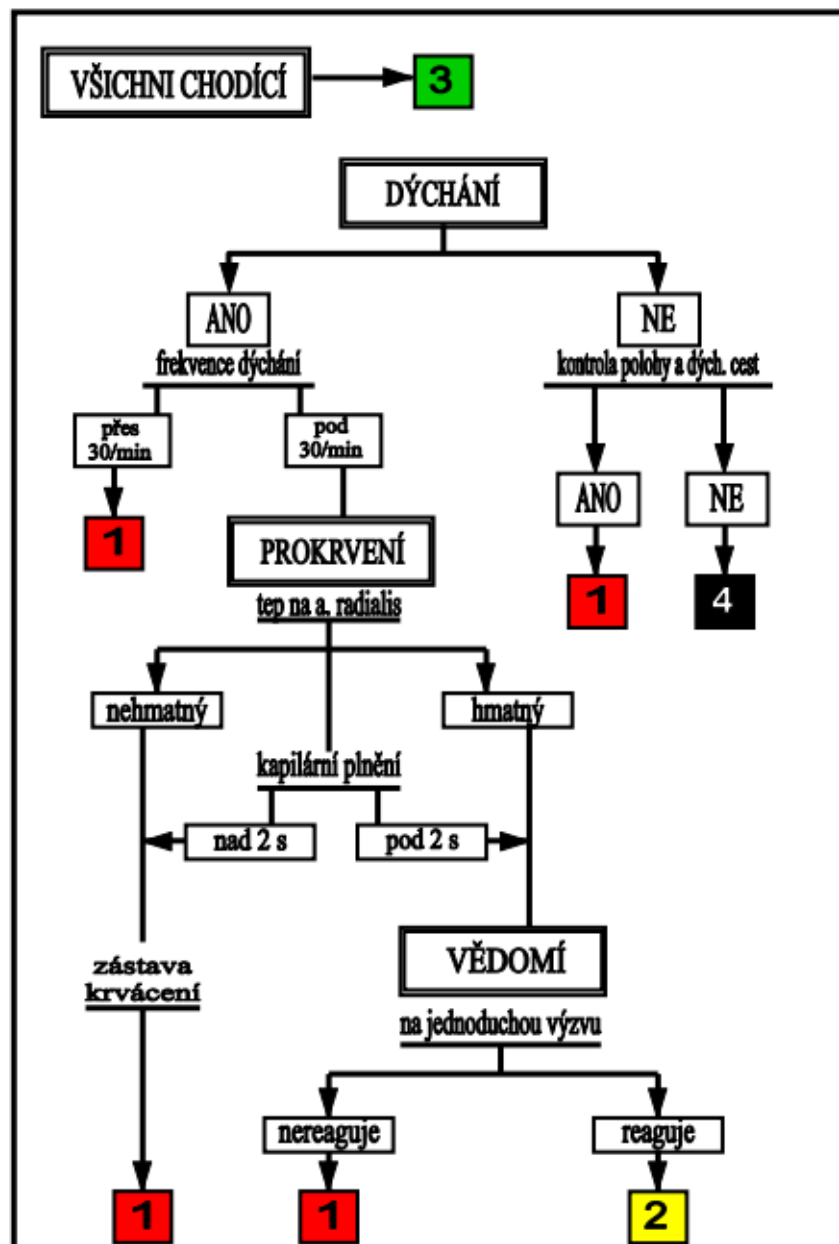 VŠICHNI CHODÍCÍ
3
DÝCHÁNÍ
ANO
NE
frekvence dýchání
kontrola polohy a dých. cest
přes
30/min
pod
30/min
ANO
NE
1
PROKRVENÍ
1
4
tep na a. radialis
nehmatný
hmatný
kapilární plnění
nad 2 s
pod 2 s
VĚDOMÍ
zástava
krvácení
na jednoduchou výzvu
nereaguje
reaguje
1
1
2